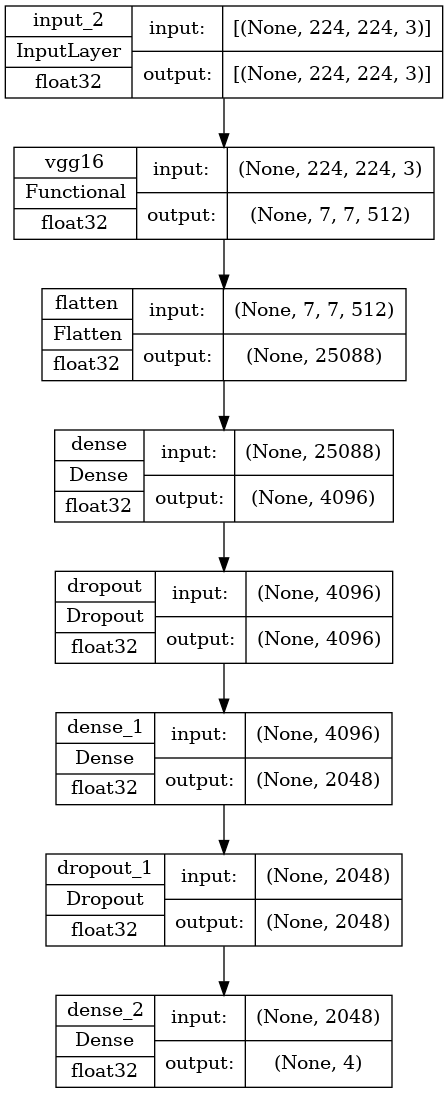 input_2
InputLayer
float32
input:
[(None, 224, 224, 3)]
output:
[(None, 224, 224, 3)]
vgg16
Functional
float32
input:
(None, 224, 224, 3)
output:
(None, 7, 7, 512)
flatten
Flatten
float32
input:
(None, 7, 7, 512)
output:
(None, 25088)
dense
Dense
float32
input:
(None, 25088)
output:
(None, 4096)
dropout
Dropout
float32
input:
(None, 4096)
output:
(None, 4096)
dense_1
Dense
float32
input:
(None, 4096)
output:
(None, 2048)
dropout_1
Dropout
float32
input:
(None, 2048)
output:
(None, 2048)
dense_2
Dense
float32
input:
(None, 2048)
output:
(None, 4)